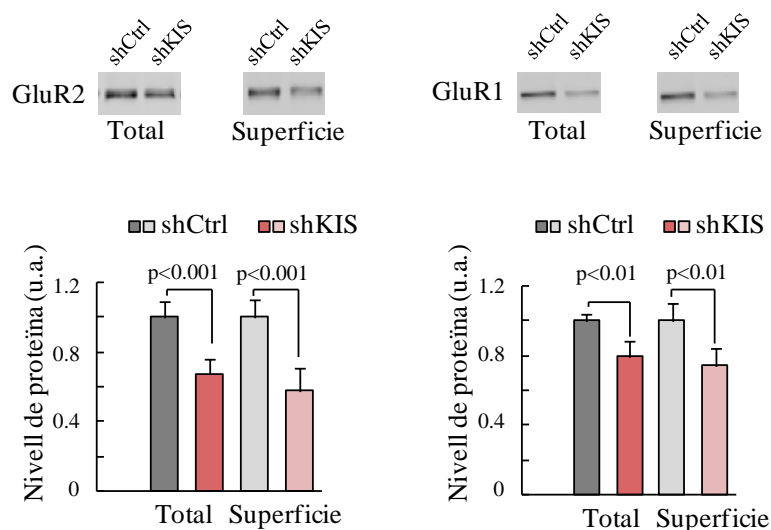 shCtrl shKIS shCtrl shKIS
GluR2
Total Superficie
shCtrl shKIS shCtrl shKIS
GluR1
Total Superficie
shCtrl shKIS
p<0.001 p<0.001
Nivell de proteïna (u.a.)
1.2
0.8
0.4
0
Total Superficie
shCtrl shKIS
p<0.01 p<0.01
Nivell de proteïna (u.a.)
1.2
0.8
0.4
0
Total Superficie